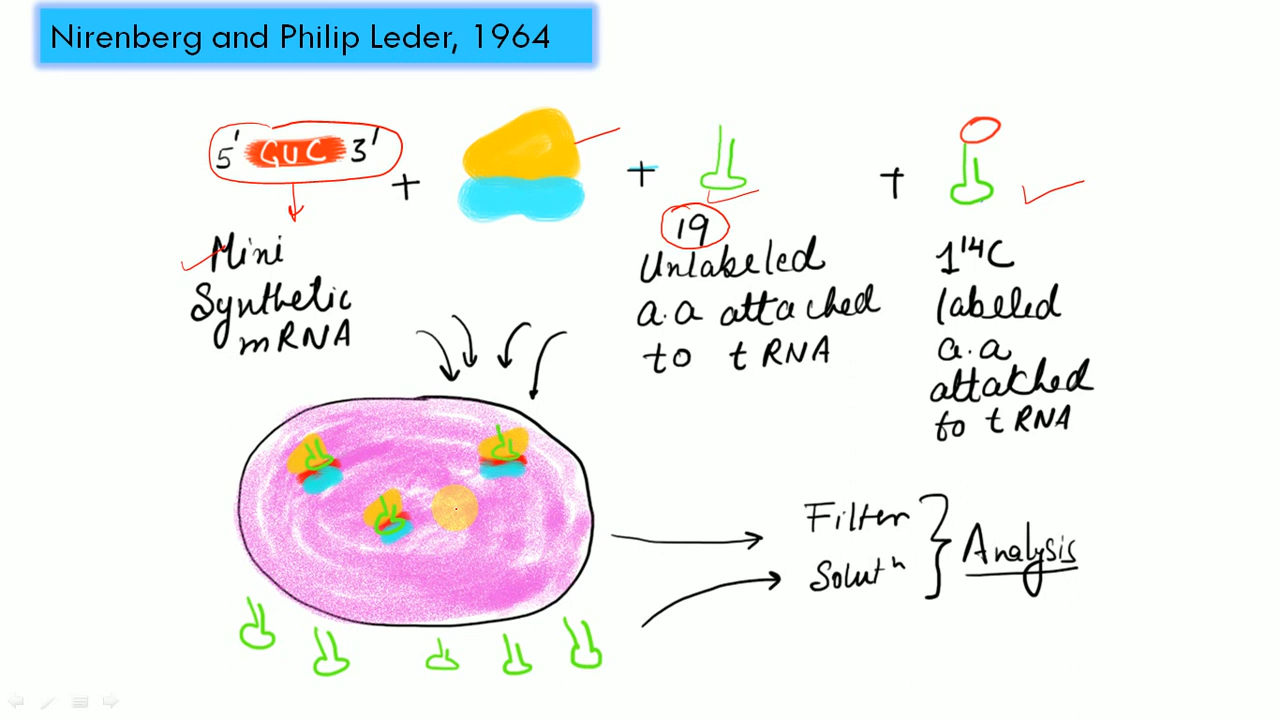 Nirenberg and Philip Leder, 1964
5' GUC 3'
+
+
+
Mini
Synthetic
mRNA
19
Unlabeled
a.a attached
to tRNA
1 14C
labeled
a.a
attached
to tRNA
Filter
Solutn
Analysis